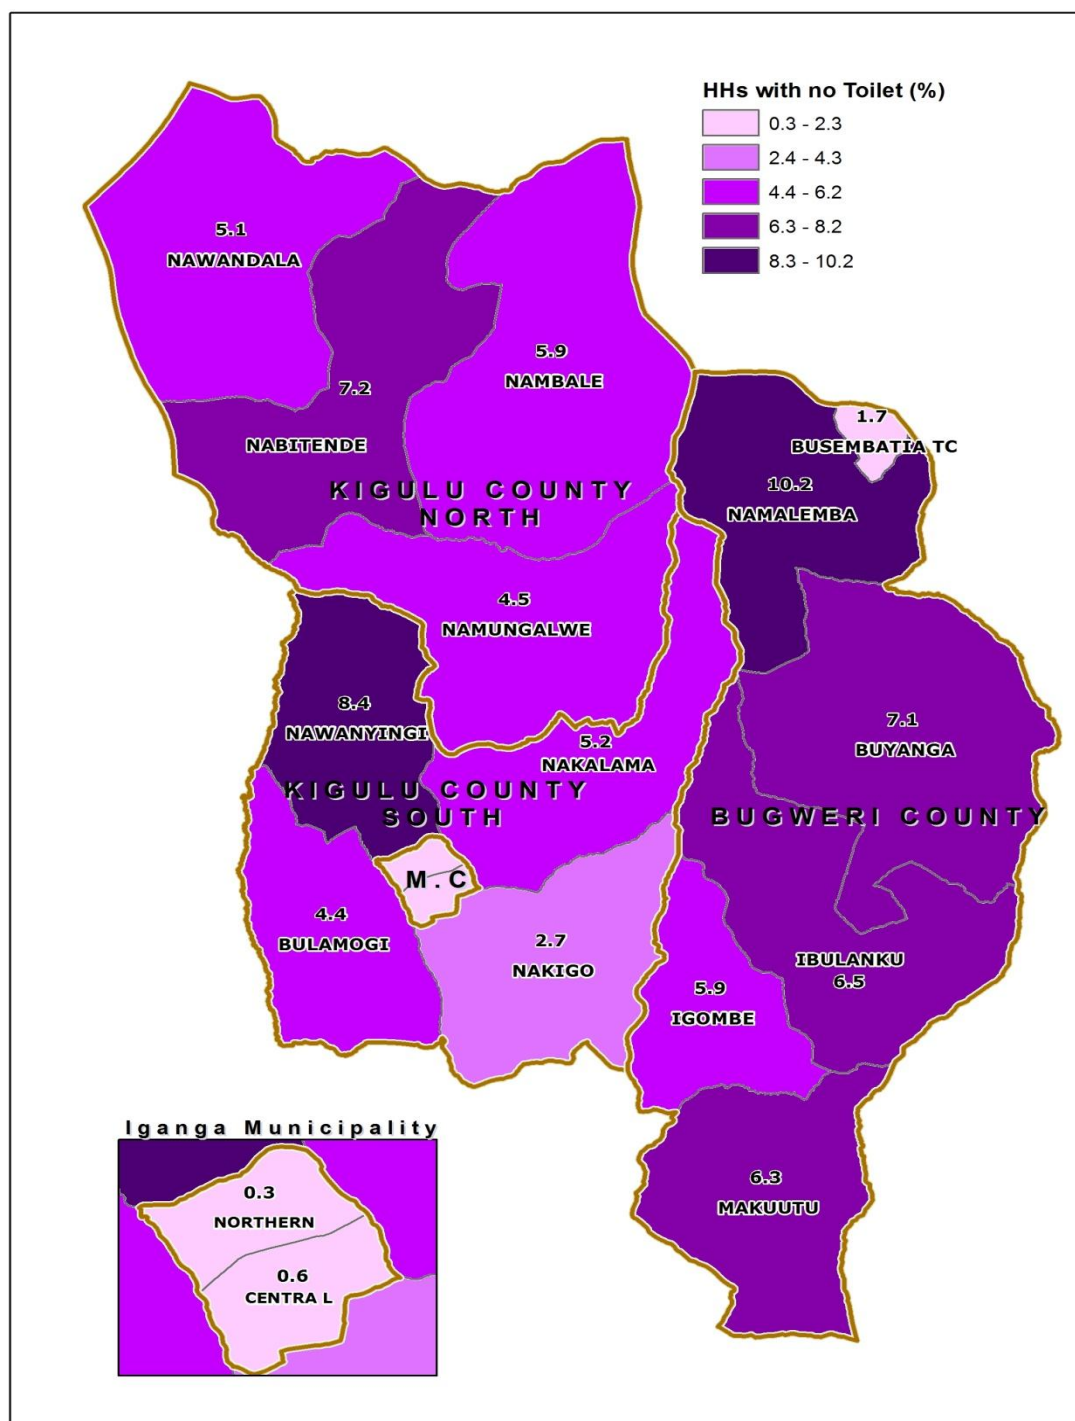 HHs with no Toilet (%)
0.3 - 2.3
2.4 - 4.3
4.4 - 6.2
6.3 - 8.2
8.3 - 10.2
5.1
NAWANDALA
5.9
NAMBALE
7.2
NABITENDE
KIGULU COUNTY
NORTH
1.7
BUSEMBATIA TC
10.2
NAMALEMBA
4.5
NAMUNGALWE
8.4
NAWANYINGI
5.2
NAKALAMA
7.1
BUYANGA
KIGULU COUNTY
SOUTH
BUGWERI COUNTY
M.C
4.4
BULAMOGI
2.7
NAKIGO
IBULANKU
6.5
5.9
IGOMBE
6.3
MAKUUTU
Iganga Municipality
0.3
NORTHERN
0.6
CENTRA L